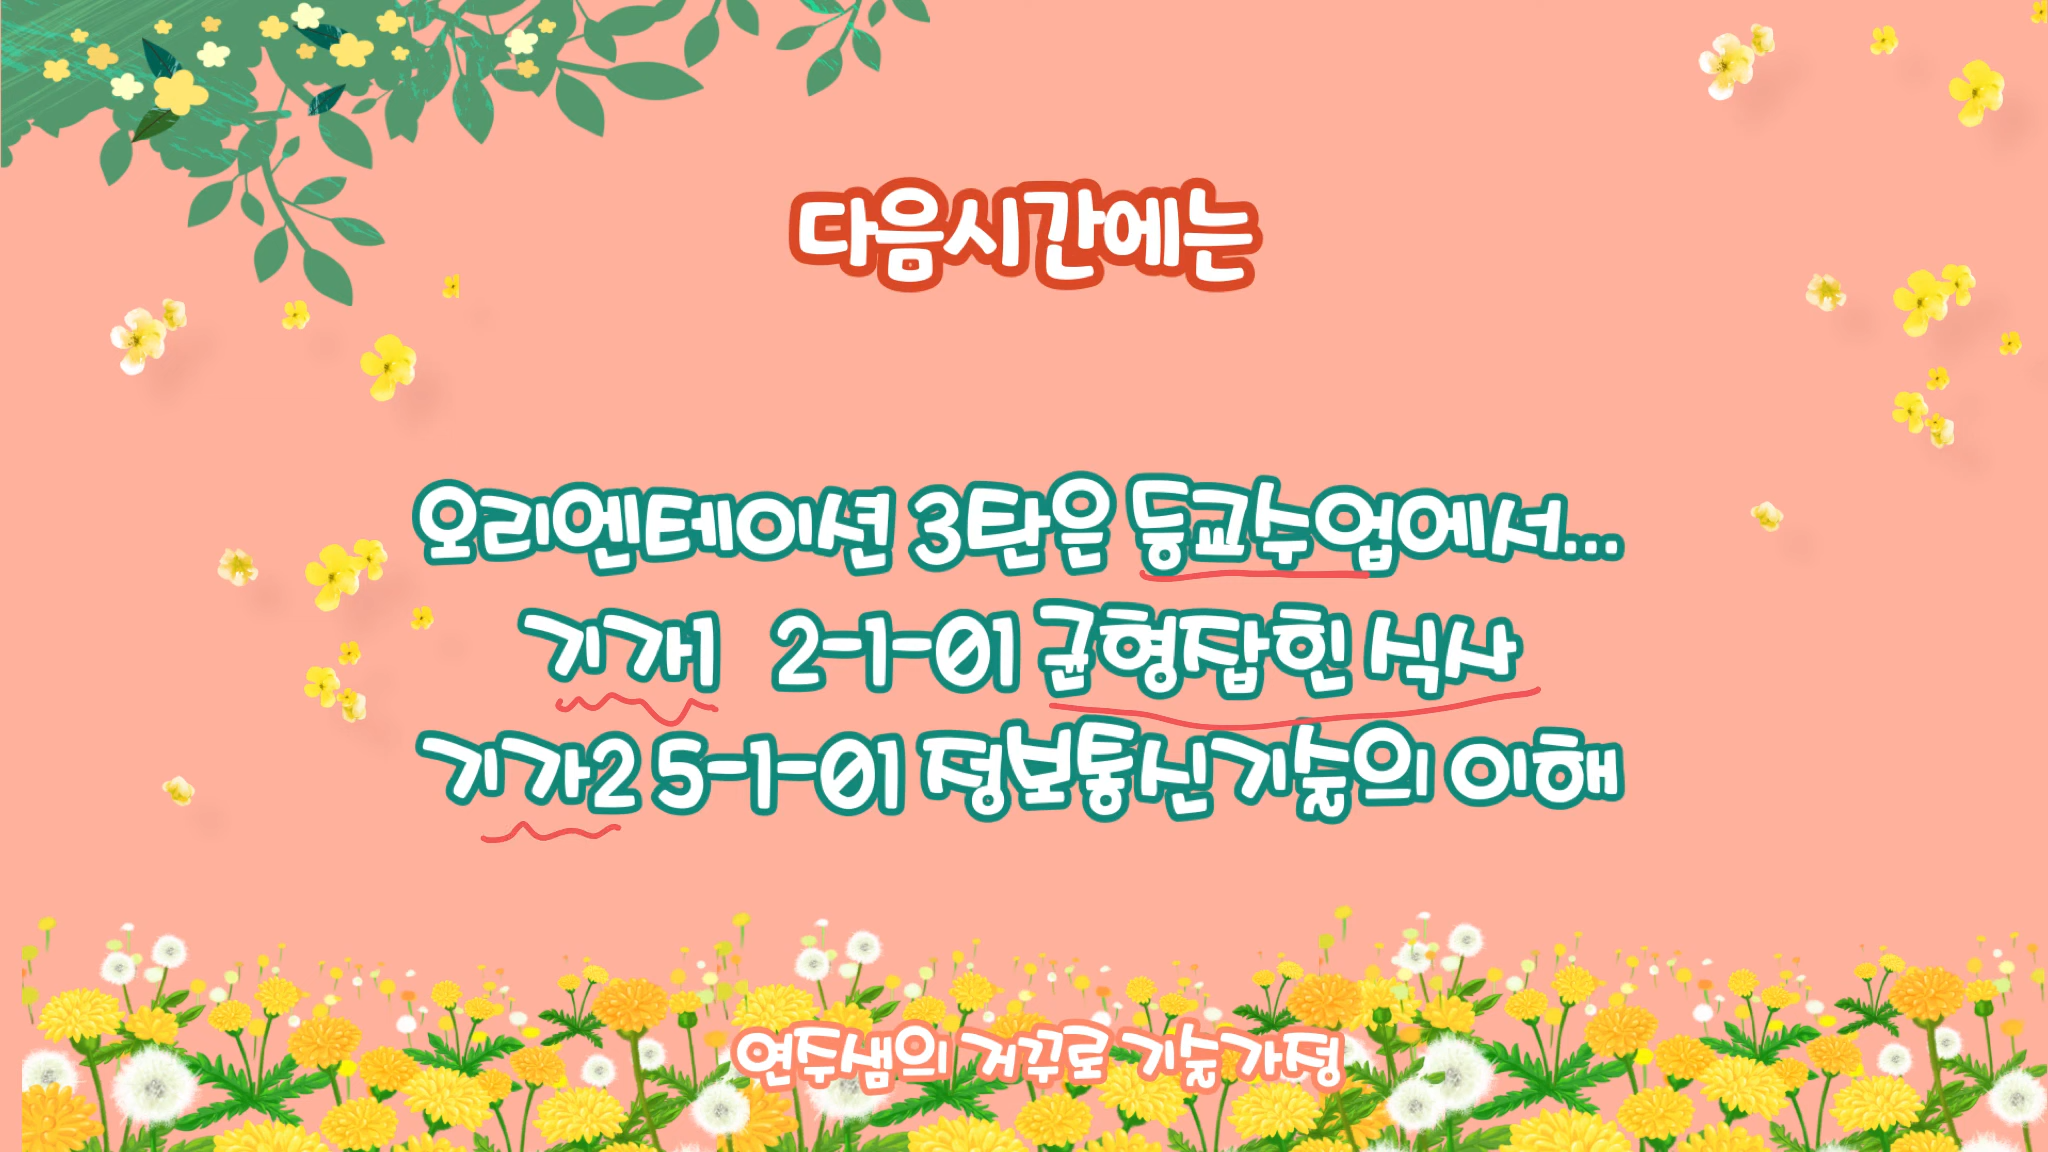 다음시간에는
오리엔테이션 3탄은 등교수업에서...
기개1 2-1-01 균형잡힌 식사
기가2 5-1-01 정보통신기술의 이해
연주샘의 거꾸로 기술가정